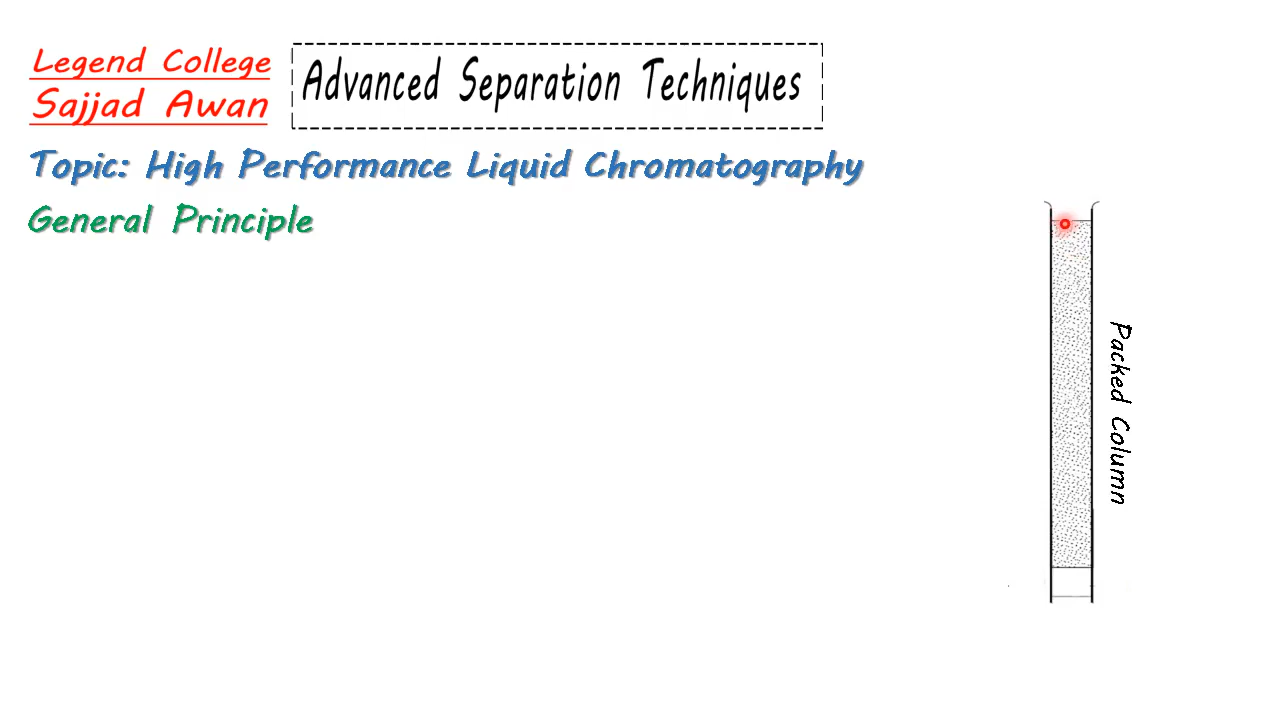 Legend College
Sajjad Awan
Advanced Separation Techniques
Topic: High Performance Liquid Chromatography
General Principle
Packed Column